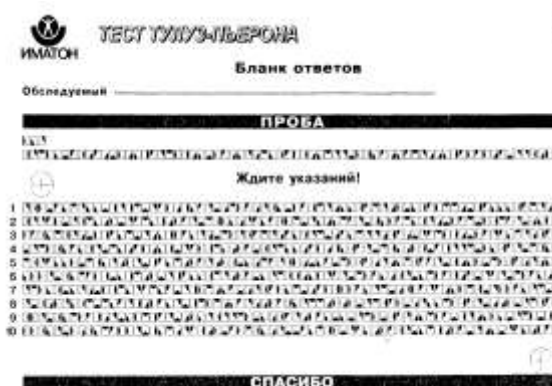 ИМАТОН
ТЕСТ ТУЛУЗ-ПЬЕРОНА
Бланк ответов
Обследуемый
ПРОБА
Ждите указаний!
1
2
3
4
5
6
7
8
9
10
СПАСИБО